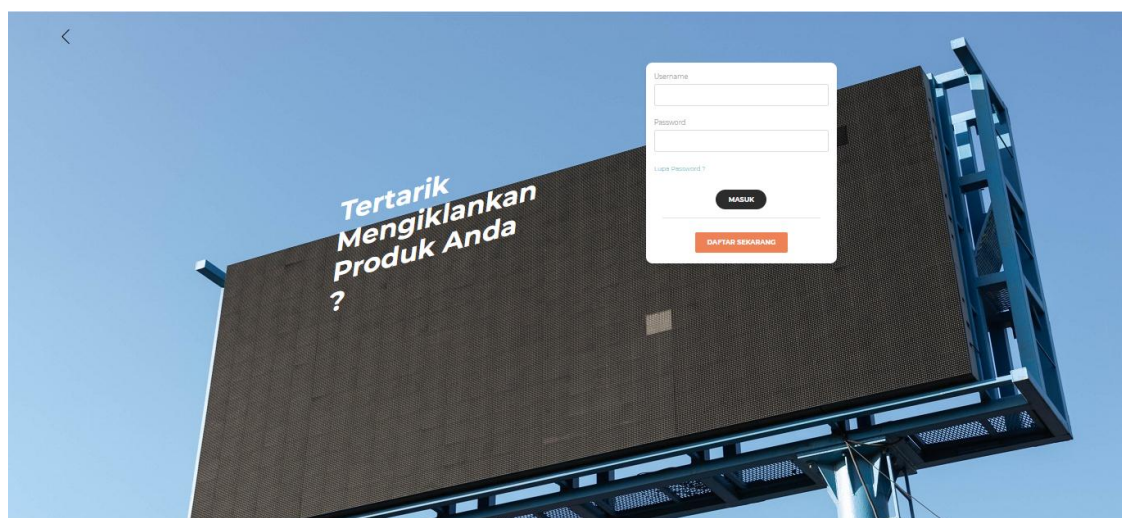 Username
Password
Lupa Password ?
MASUK
DAFTAR SEKARANG
Tertarik
Mengiklankan
Produk Anda
?